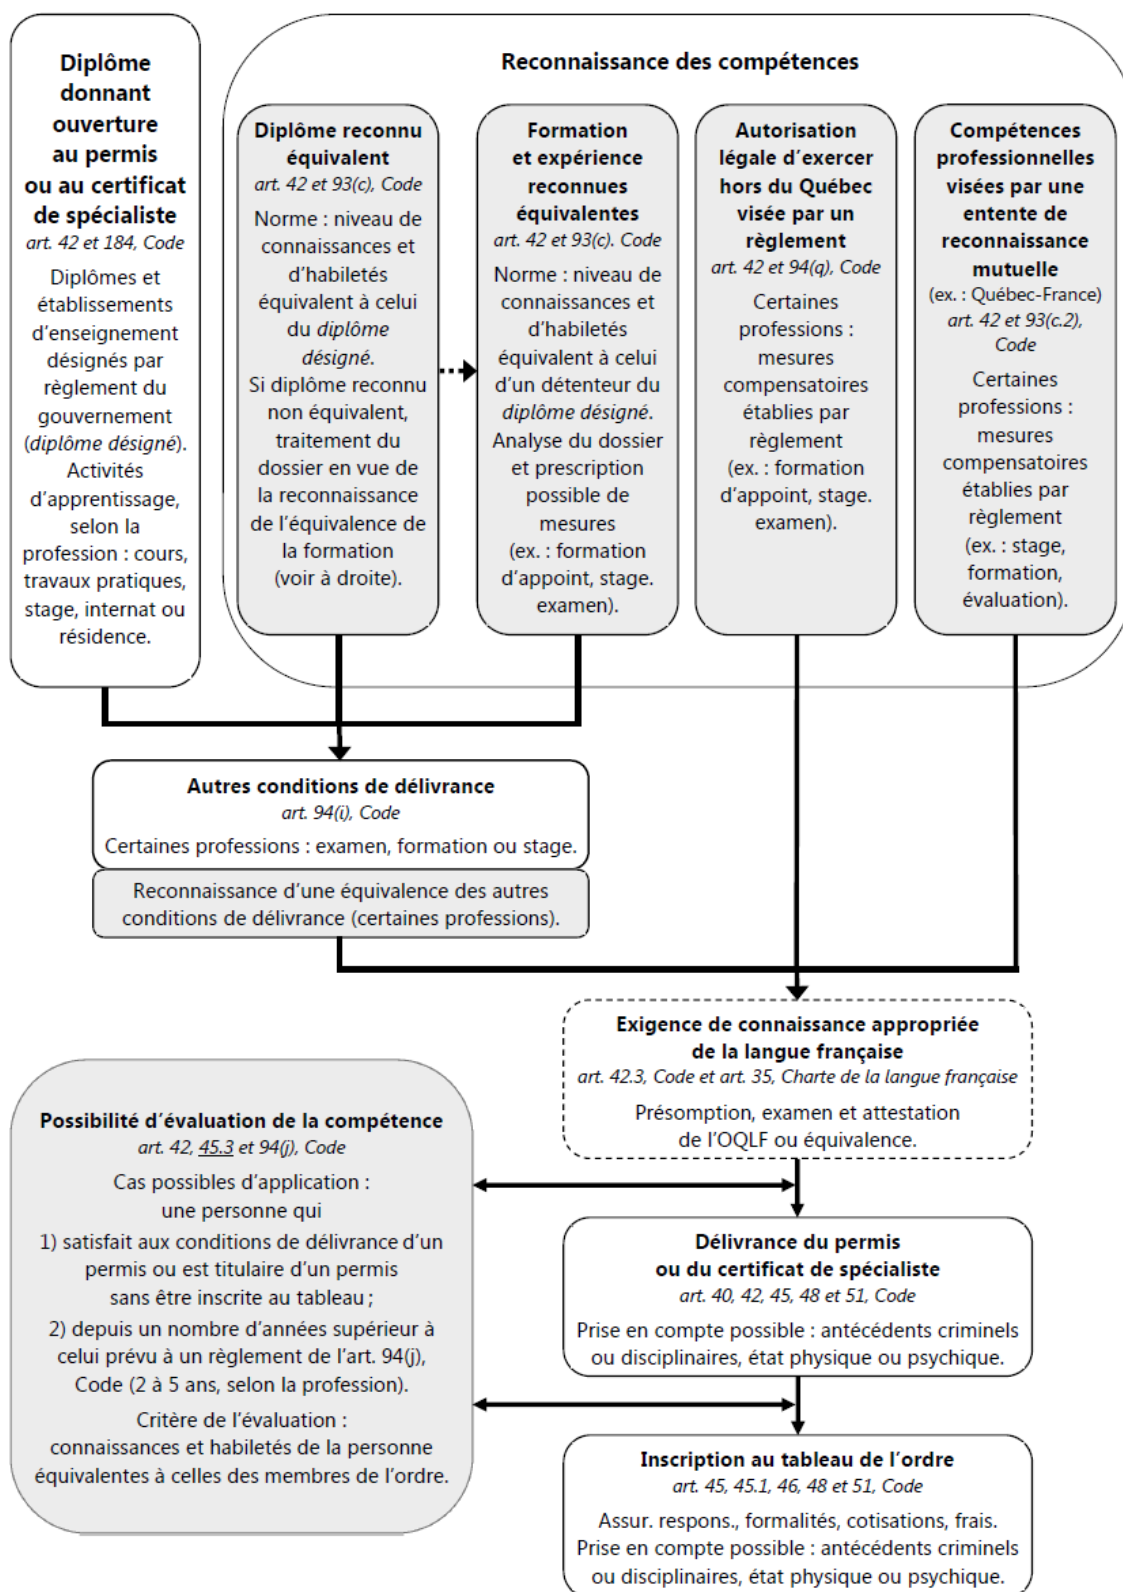 Diplôme
donnant
ouverture
au permis
ou au certificat
de spécialiste
art. 42 et 184, Code
Diplômes et
établissements
d'enseignement
désignés par
règlement du
gouvernement
(diplôme désigné).
Activités
d'apprentissage,
selon la
profession : cours,
travaux pratiques,
stage, internat ou
résidence.
Reconnaissance des compétences
Diplôme reconnu
équivalent
art. 42 et 93(c), Code
Norme : niveau de
connaissances et
d'habiletés
équivalent à celui
du diplôme
désigné.
Si diplôme reconnu
non équivalent,
traitement du
dossier en vue de
la reconnaissance
de l'équivalence de
la formation
(voir à droite).
Formation
et expérience
reconnues
équivalentes
art. 42 et 93(c). Code
Norme : niveau de
connaissances et
d'habiletés
équivalent à celui
d'un détenteur du
diplôme désigné.
Analyse du dossier
et prescription
possible de
mesures
(ex. : formation
d'appoint, stage.
examen).
Autorisation
légale d'exercer
hors du Québec
visée par un
règlement
art. 42 et 94(q), Code
Certaines
professions :
mesures
compensatoires
établies par
règlement
(ex. : formation
d'appoint, stage.
examen).
Compétences
professionnelles
visées par une
entente de
reconnaissance
mutuelle
(ex. : Québec-France)
art. 42 et 93(c.2),
Code
Certaines
professions :
mesures
compensatoires
établies par
règlement
(ex. : stage,
formation,
évaluation).
Autres conditions de délivrance
art. 94(i), Code
Certaines professions : examen, formation ou stage.
Reconnaissance d'une équivalence des autres
conditions de délivrance (certaines professions).
Exigence de connaissance appropriée
de la langue française
art. 42.3, Code et art. 35, Charte de la langue française
Présomption, examen et attestation
de l'OQLF ou équivalence.
Possibilité d'évaluation de la compétence
art. 42, 45.3 et 94(j), Code
Cas possibles d'application :
une personne qui
1) satisfait aux conditions de délivrance d'un
permis ou est titulaire d'un permis
sans être inscrite au tableau ;
2) depuis un nombre d'années supérieur à
celui prévu à un règlement de l'art. 94(j),
Code (2 à 5 ans, selon la profession).
Critère de l'évaluation :
connaissances et habiletés de la personne
équivalentes à celles des membres de l'ordre.
Délivrance du permis
ou du certificat de spécialiste
art. 40, 42, 45, 48 et 51, Code
Prise en compte possible : antécédents criminels
ou disciplinaires, état physique ou psychique.
Inscription au tableau de l'ordre
art. 45, 45.1, 46, 48 et 51, Code
Assur. respons., formalités, cotisations, frais.
Prise en compte possible : antécédents criminels
ou disciplinaires, état physique ou psychique.